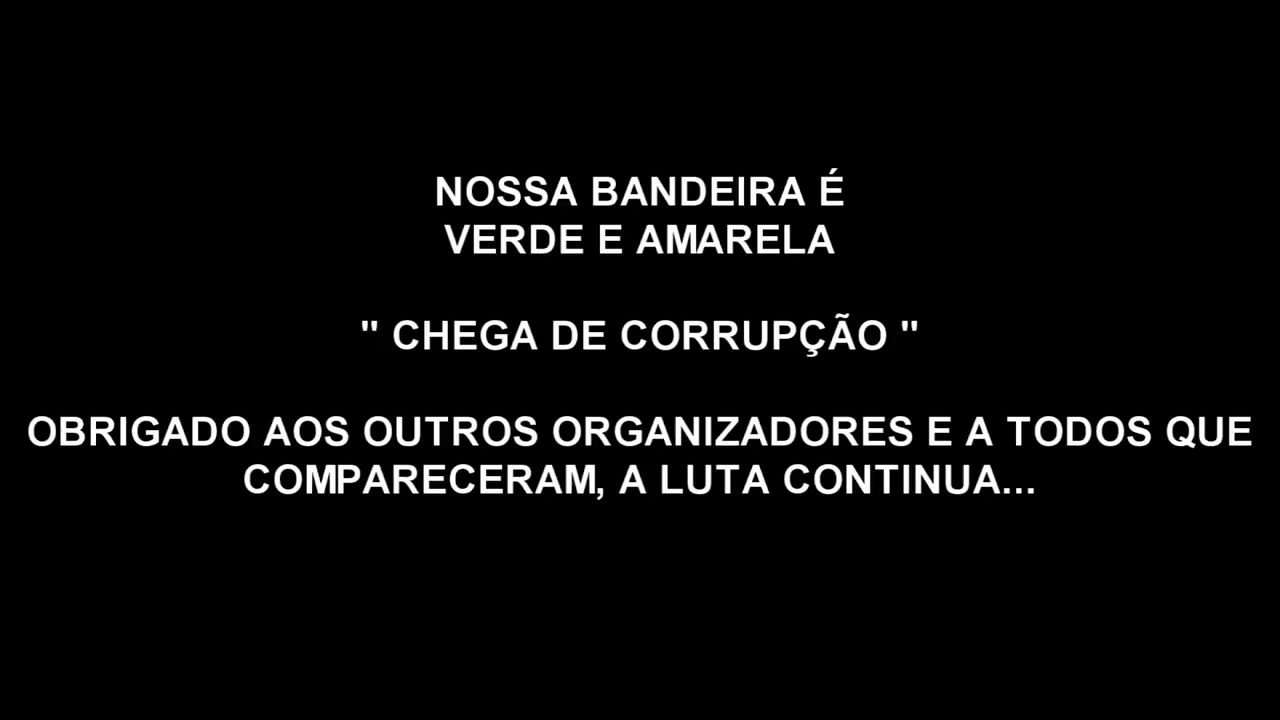 NOSSA BANDEIRA É
VERDE E AMARELA
" CHEGA DE CORRUPÇÃO "
OBRIGADO AOS OUTROS ORGANIZADORES E A TODOS QUE
COMPARECERAM, A LUTA CONTINUA...